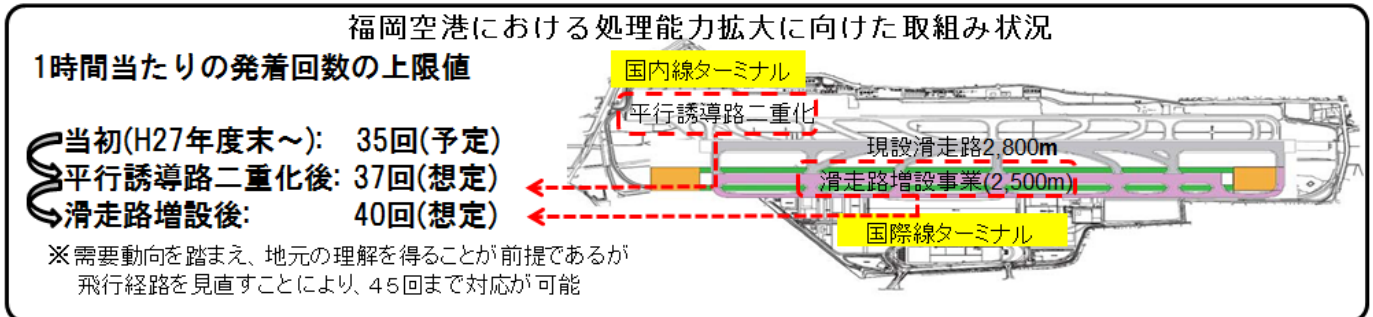 福岡空港における処理能力拡大に向けた取組み状況
1時間当たりの発着回数の上限値
当初(H27年度末～): 35回(予定)
平行誘導路二重化後: 37回(想定)
滑走路増設後: 40回(想定)
※需要動向を踏まえ、地元の理解を得ることが前提であるが
飛行経路を見直すことにより、45回まで対応が可能
国内線ターミナル
平行誘導路二重化
現設滑走路2,800m
滑走路増設事業(2,500m)
国際線ターミナル